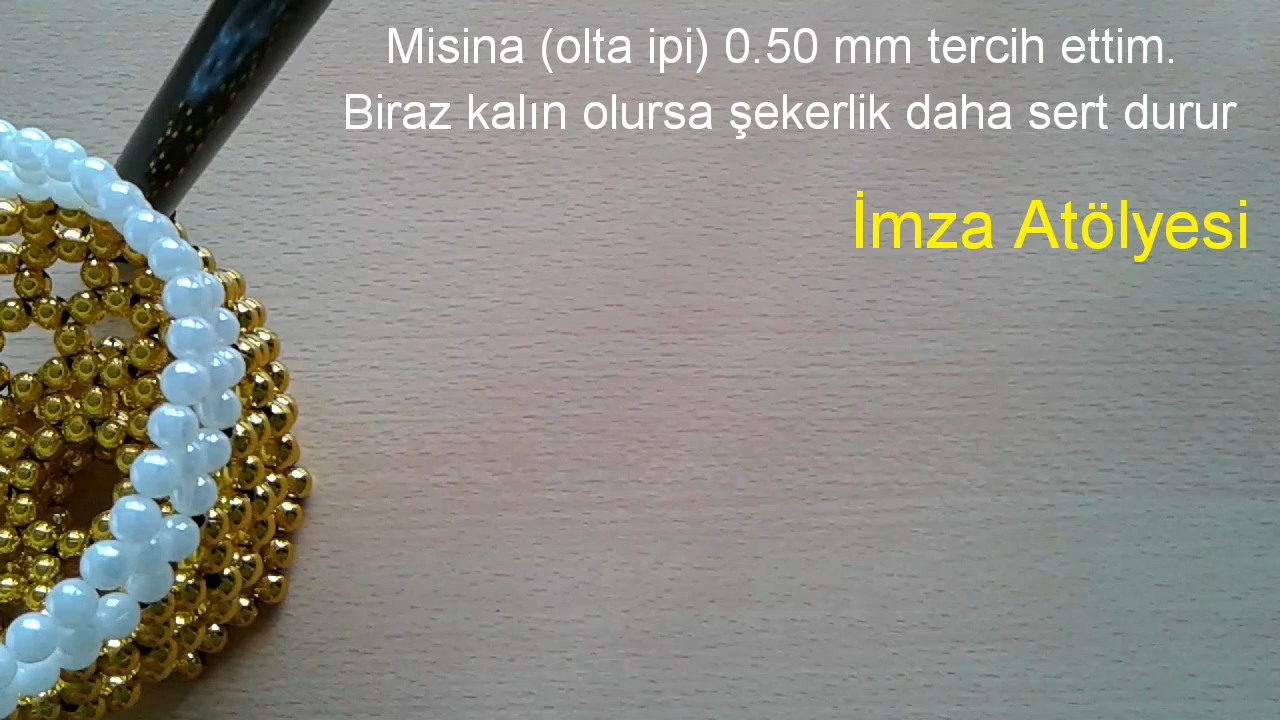 Misina (olta ipi) 0.50 mm tercih ettim.
Biraz kalın olursa şekerlik daha sert durur
İmza Atölyesi